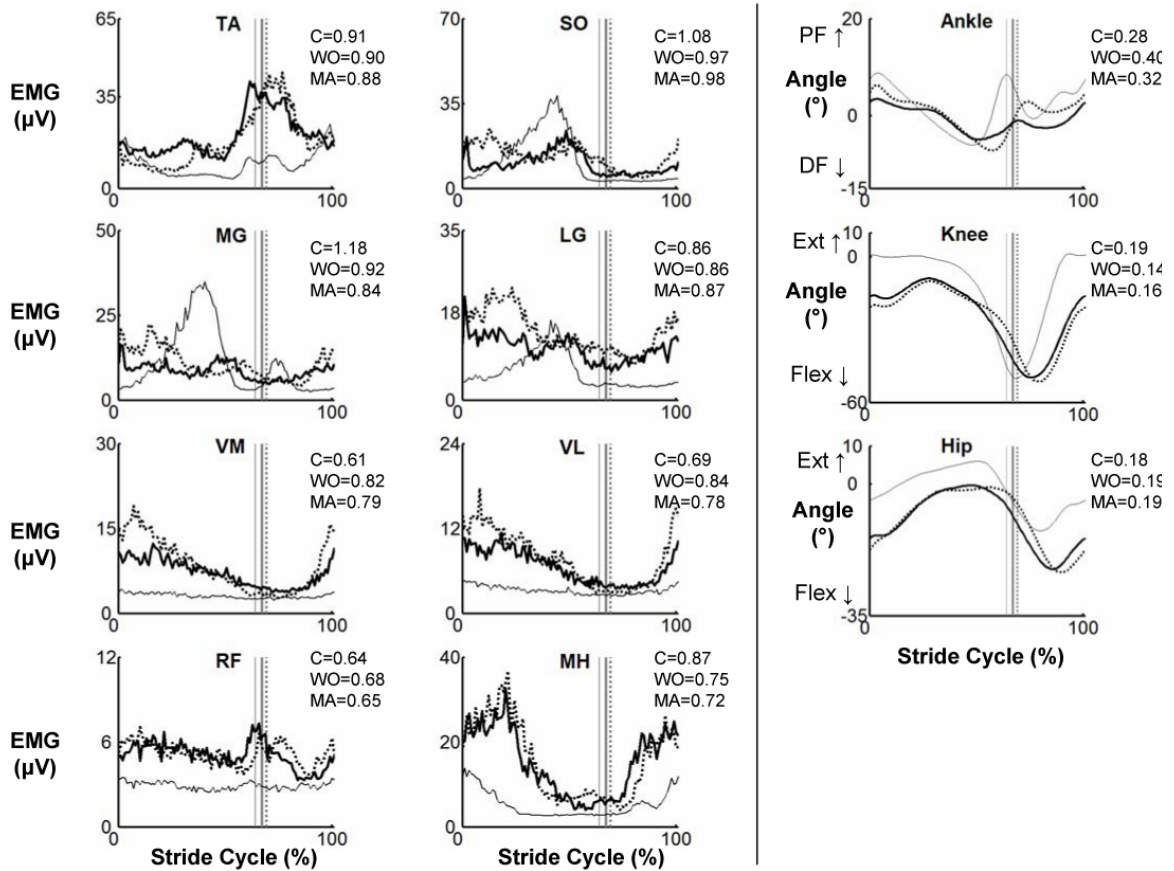 65
TA
C=0.91
WO=0.90
MA=0.88
EMG
(µV)
35
0
0
100
70
SO
C=1.08
WO=0.97
MA=0.98
35
0
0
100
50
MG
C=1.18
WO=0.92
MA=0.84
EMG
(µV)
25
0
0
100
35
LG
C=0.86
WO=0.86
MA=0.87
18
0
0
100
30
VM
C=0.61
WO=0.82
MA=0.79
EMG
(µV)
15
0
0
100
24
VL
C=0.69
WO=0.84
MA=0.78
12
0
0
100
12
RF
C=0.64
WO=0.68
MA=0.65
EMG
(µV)
6
0
0
100
Stride Cycle (%)
40
MH
C=0.87
WO=0.75
MA=0.72
20
0
0
100
Stride Cycle (%)
20
Ankle
PF ↑
C=0.28
WO=0.40
MA=0.32
Angle
(°)
0
DF ↓
-15
0
100
10
Knee
Ext ↑
0
C=0.19
WO=0.14
MA=0.16
Angle
(°)
Flex ↓
-60
0
100
10
Hip
Ext ↑
0
C=0.18
WO=0.19
MA=0.19
Angle
(°)
Flex ↓
-35
0
100
Stride Cycle (%)